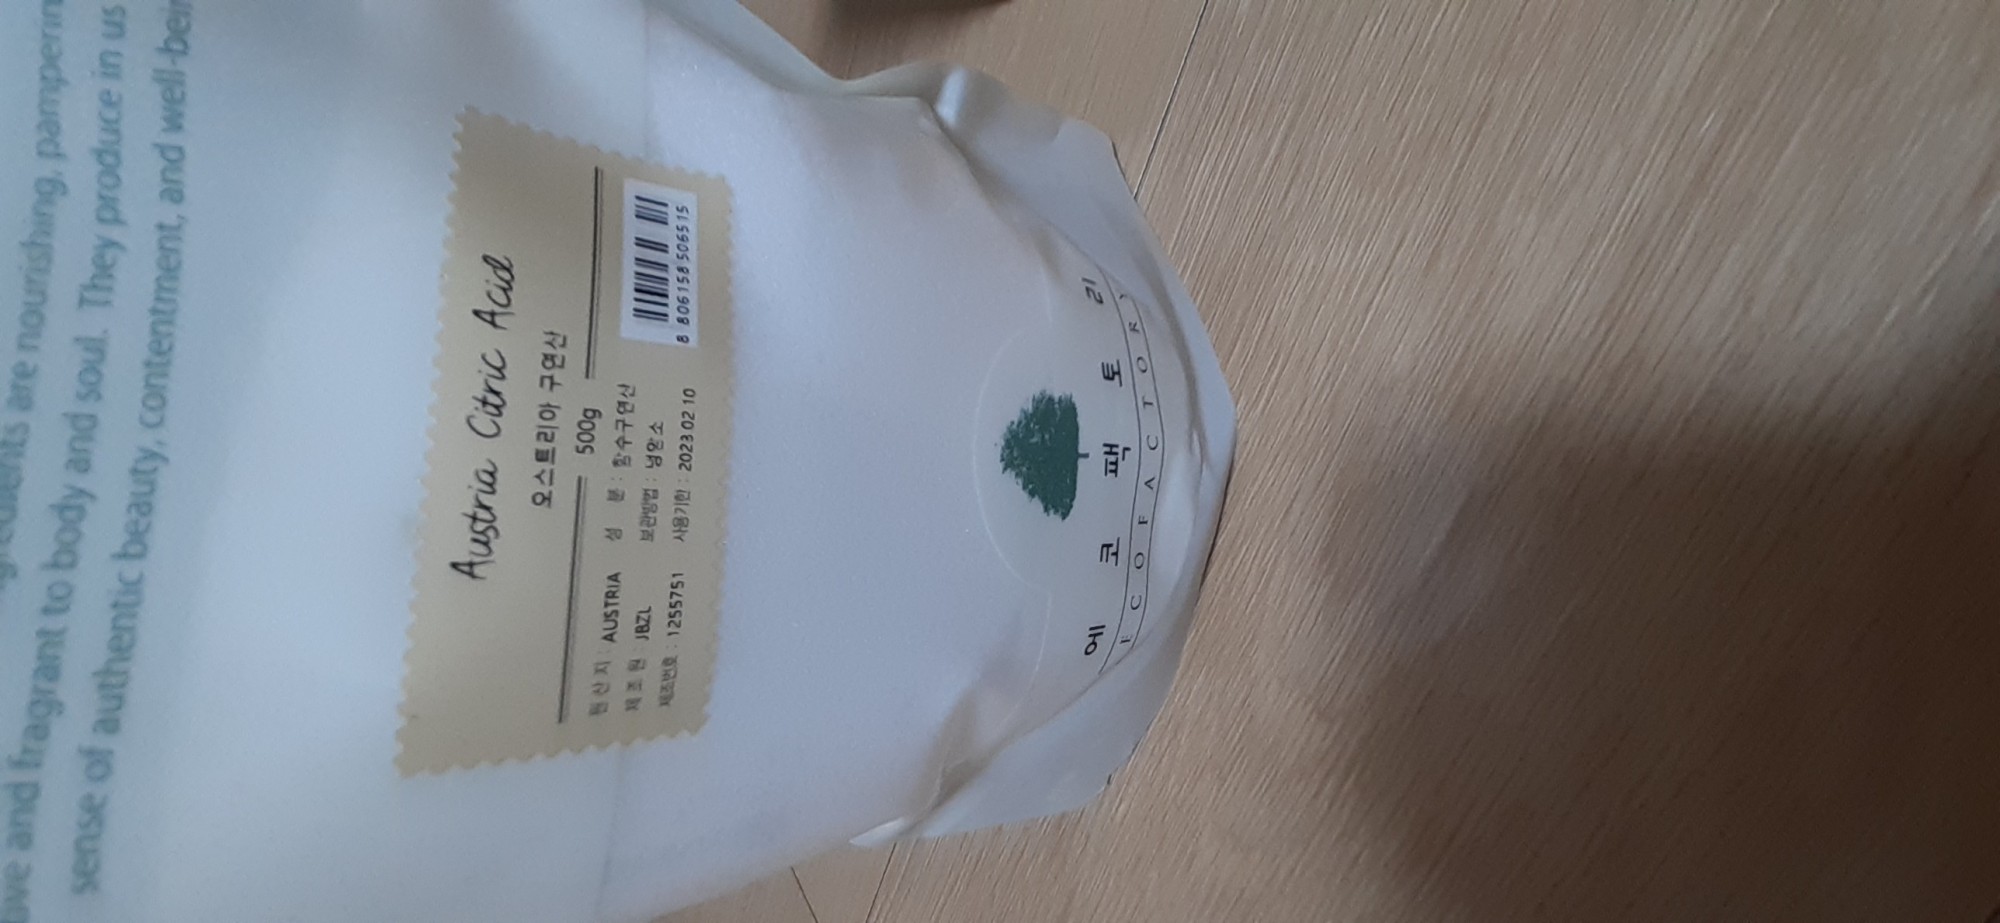 are nourishing, pampering
and fragrant to body and soul. They produce in us
sense of authentic beauty, contentment, and well-bein
Austria Citric Acid
오스트리아 구연산
500g
원산지 : AUSTRIA 성 분 : 함수구연산
제조원 : JBZL 보관방법 : 냉암소
제조번호 : 1255751 사용기한 : 2023 02 10
8 806158 506515
에코팩토리
ECOFACTORY